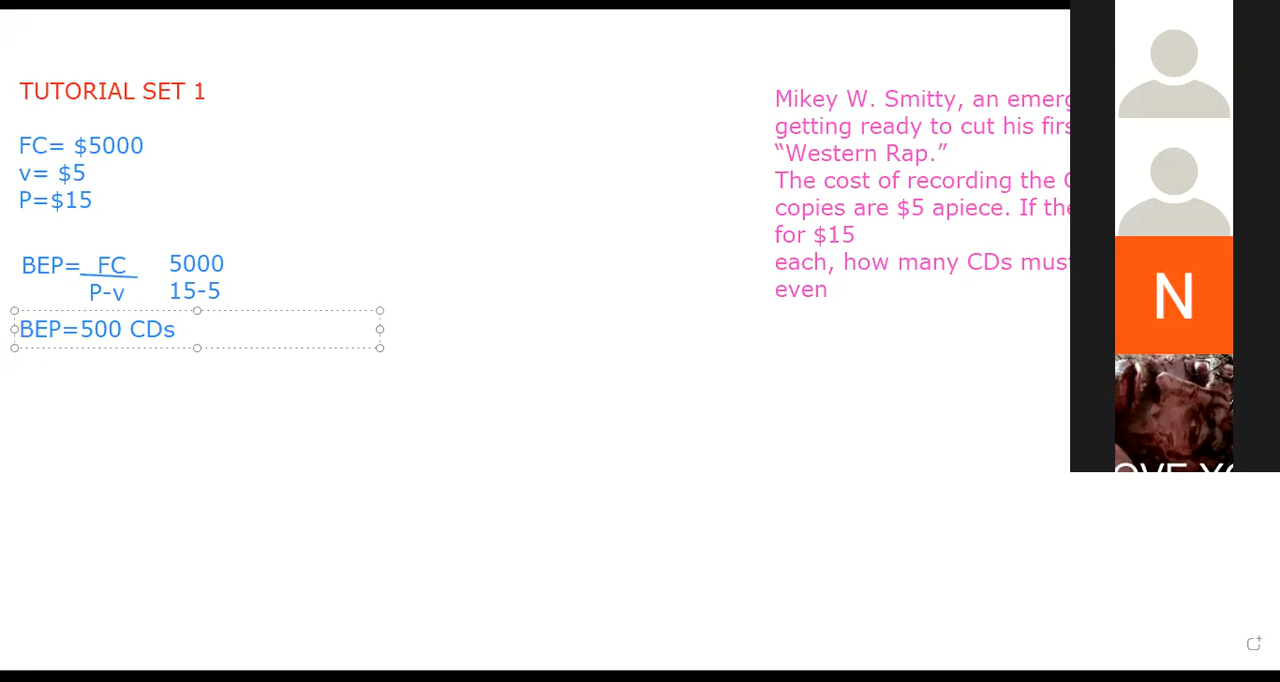 TUTORIAL SET 1
FC= $5000
v= $5
P=$15
BEP= FC 5000
P-v 15-5
BEP=500 CDs
Mikey W. Smitty, an emerg
getting ready to cut his firs
“Western Rap.”
The cost of recording the
copies are $5 apiece. If the
for $15
each, how many CDs must
even
N